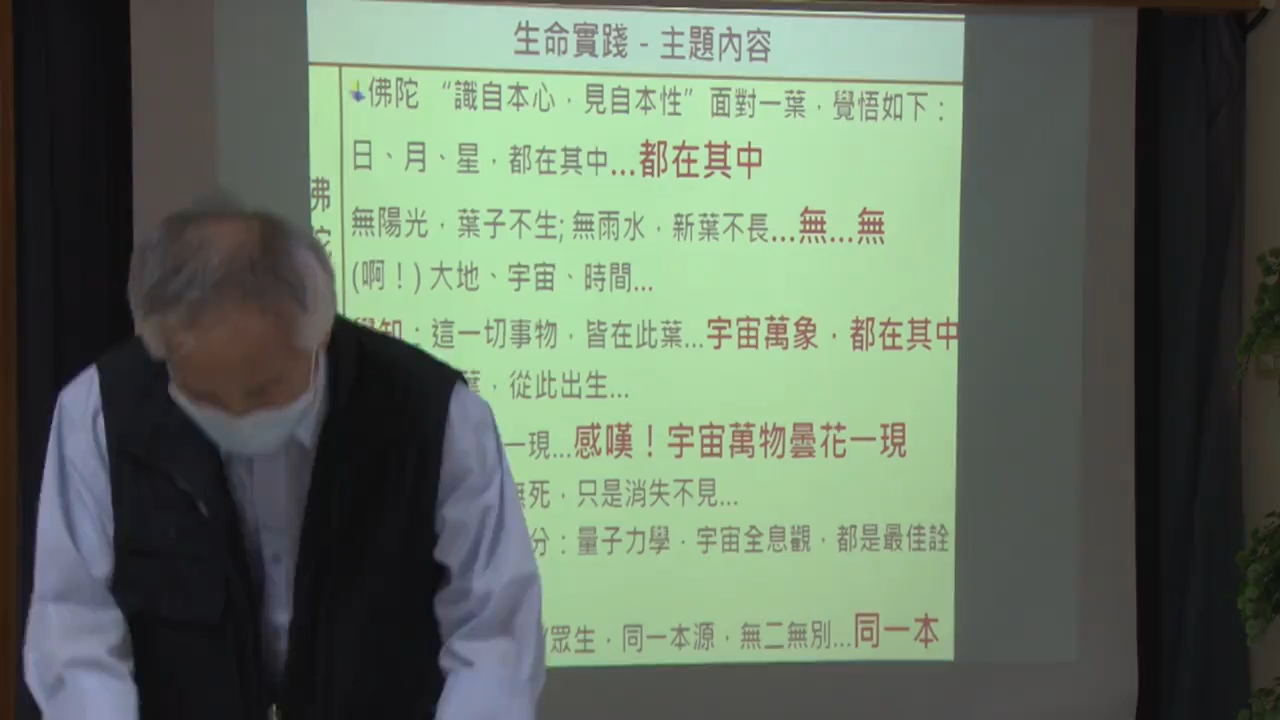 生命實踐 - 主題內容
佛陀 “識自本心，見自本性” 面對一葉，覺悟如下：
日、月、星，都在其中...都在其中
無陽光，葉子不生; 無雨水，新葉不長...無...無
(啊！) 大地、宇宙、時間...
佛
知：這一切事物，皆在此葉...宇宙萬象，都在其中
葉，從此出生...
一現...感嘆！宇宙萬物曇花一現
無死，只是消失不見...
分：量子力學．宇宙全息觀，都是最佳詮
眾生，同一本源，無二無別...同一本